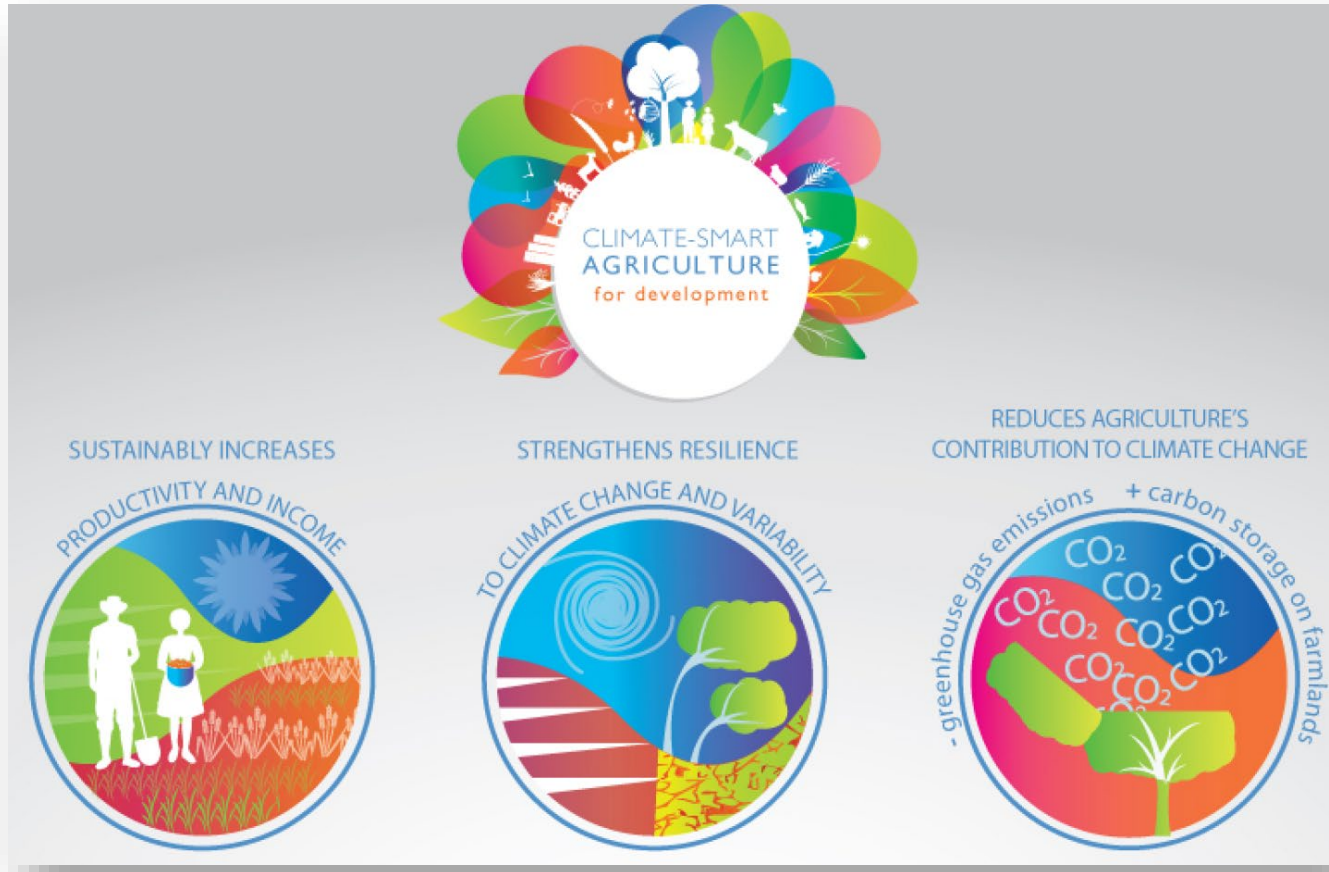 CLIMATE-SMART
AGRICULTURE
for development
SUSTAINABLY INCREASES
PRODUCTIVITY AND INCOME
STRENGTHENS RESILIENCE
TO CLIMATE CHANGE AND VARIABILITY
REDUCES AGRICULTURE'S
CONTRIBUTION TO CLIMATE CHANGE
- greenhouse gas emissions + carbon storage on farmlands
CO2
CO2
CO2
CO2
CO2
CO2
CO2
CO2
CO2
CO2
CO2
CO2